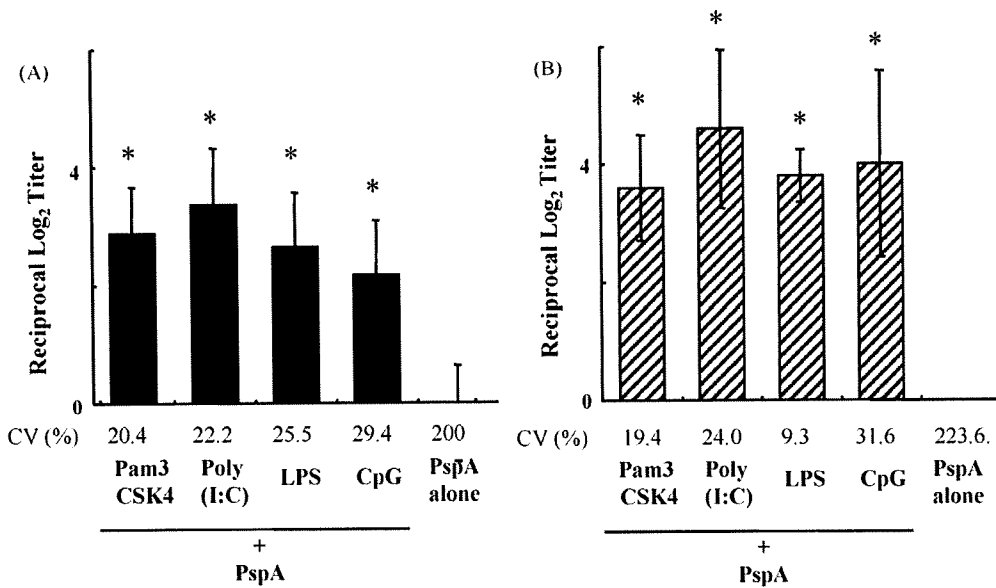 (A)
Reciprocal Log2 Titer
4
0
* * * *
CV (%) 20.4 22.2 25.5 29.4 200
Pam3 CSK4
Poly (I:C)
LPS
CpG
PspA alone
+
PspA
(B)
Reciprocal Log2 Titer
4
0
* * * *
CV (%) 19.4 24.0 9.3 31.6 223.6.
Pam3 CSK4
Poly (I:C)
LPS
CpG
PspA alone
+
PspA